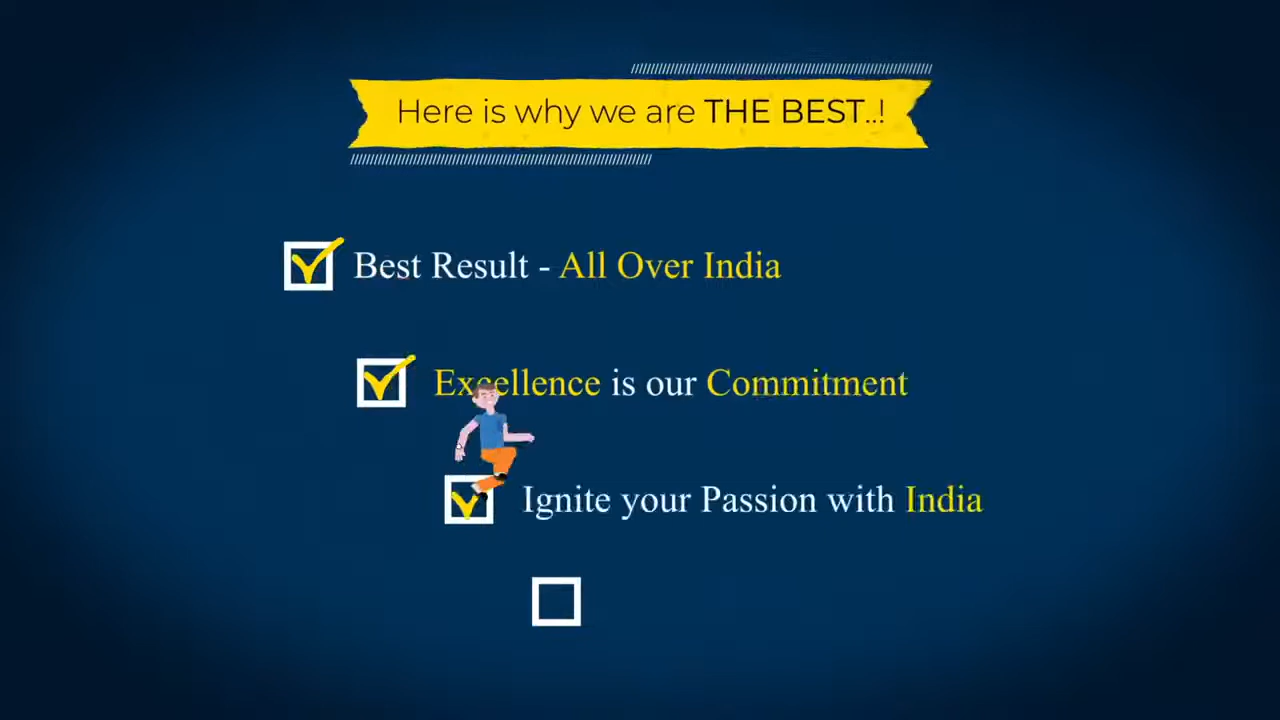 Here is why we are THE BEST..!
Best Result - All Over India
Excellence is our Commitment
Ignite your Passion with India